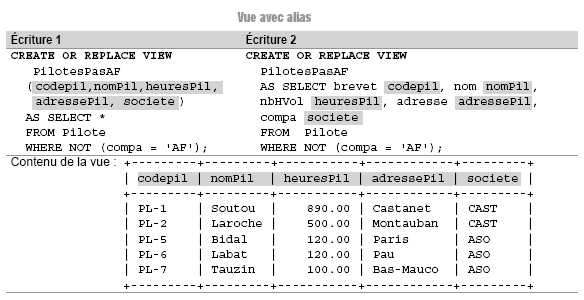 Vue avec alias
Écriture 1 Écriture 2
CREATE OR REPLACE VIEW
PilotesPasAF
(codepil,nomPil,heuresPil,
adressePil, societe)
AS SELECT *
FROM Pilote
WHERE NOT (compa = 'AF');
CREATE OR REPLACE VIEW
PilotesPasAF
AS SELECT brevet codepil, nom nomPil,
nbHVol heuresPil, adresse adressePil,
compa societe
FROM Pilote
WHERE NOT (compa = 'AF');
Contenu de la vue : +---------+---------+-----------+------------+---------+
| codepil | nomPil | heuresPil | adressePil | societe |
+---------+---------+-----------+------------+---------+
| PL-1 | Soutou | 890.00 | Castanet | CAST |
| PL-2 | Laroche | 500.00 | Montauban | CAST |
| PL-5 | Bidal | 120.00 | Paris | ASO |
| PL-6 | Labat | 120.00 | Pau | ASO |
| PL-7 | Tauzin | 100.00 | Bas-Mauco | ASO |
+---------+---------+-----------+------------+---------+